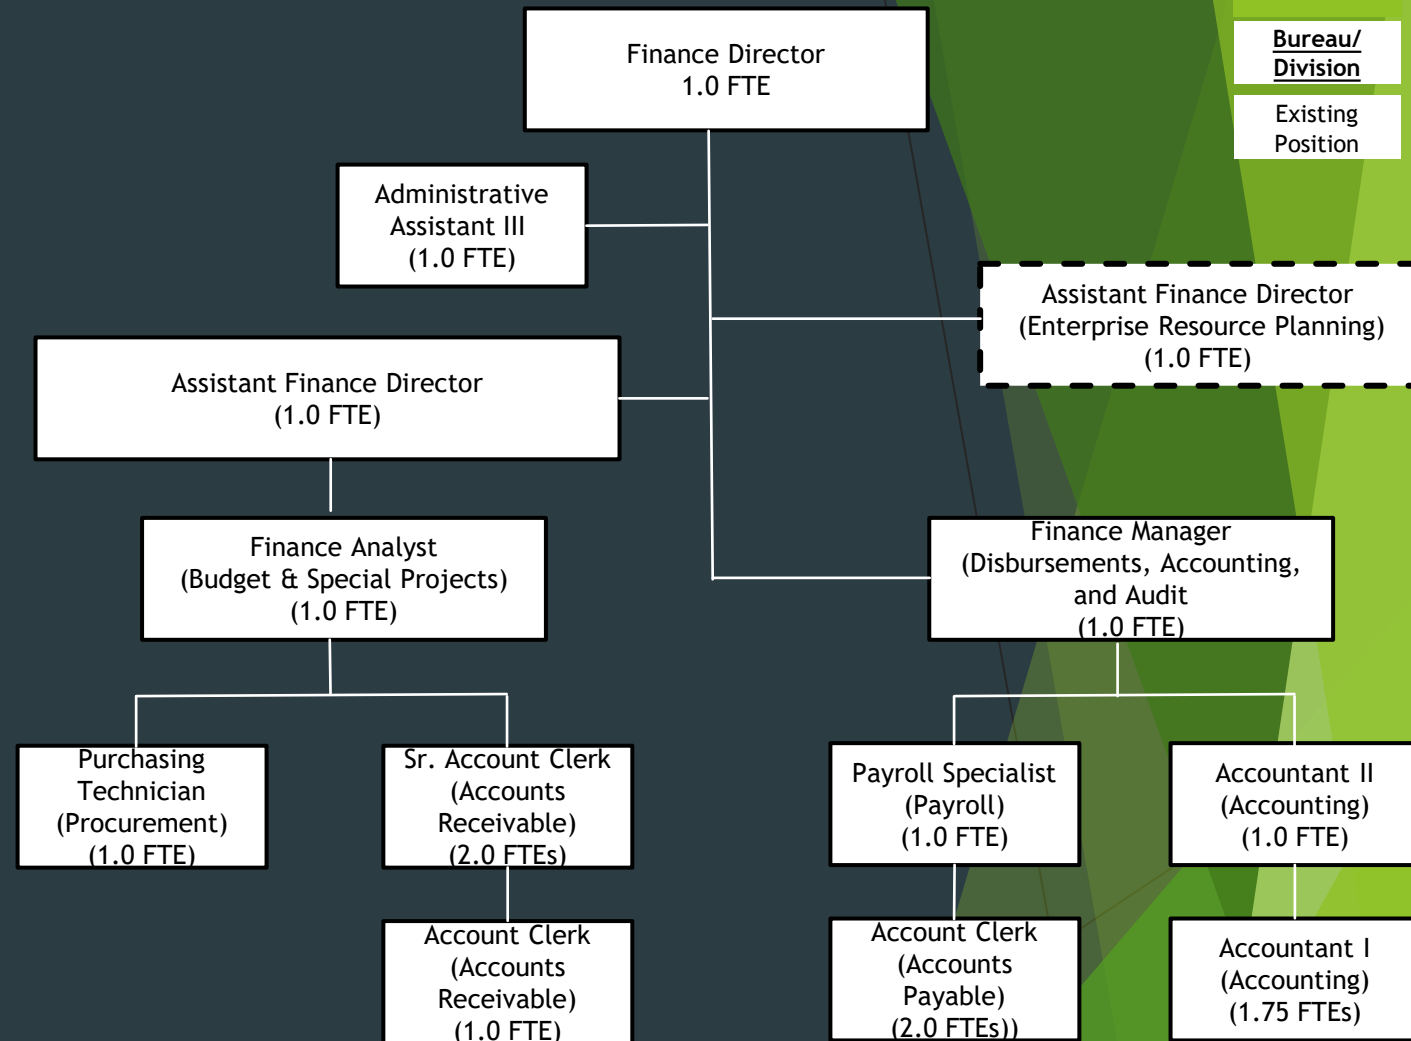 Finance Director
1.0 FTE
Bureau/
Division
Existing
Position
Administrative
Assistant III
(1.0 FTE)
Assistant Finance Director
(Enterprise Resource Planning)
(1.0 FTE)
Assistant Finance Director
(1.0 FTE)
Finance Analyst
(Budget & Special Projects)
(1.0 FTE)
Finance Manager
(Disbursements, Accounting,
and Audit
(1.0 FTE)
Purchasing
Technician
(Procurement)
(1.0 FTE)
Sr. Account Clerk
(Accounts
Receivable)
(2.0 FTEs)
Payroll Specialist
(Payroll)
(1.0 FTE)
Accountant II
(Accounting)
(1.0 FTE)
Account Clerk
(Accounts
Receivable)
(1.0 FTE)
Account Clerk
(Accounts
Payable)
(2.0 FTEs))
Accountant I
(Accounting)
(1.75 FTEs)